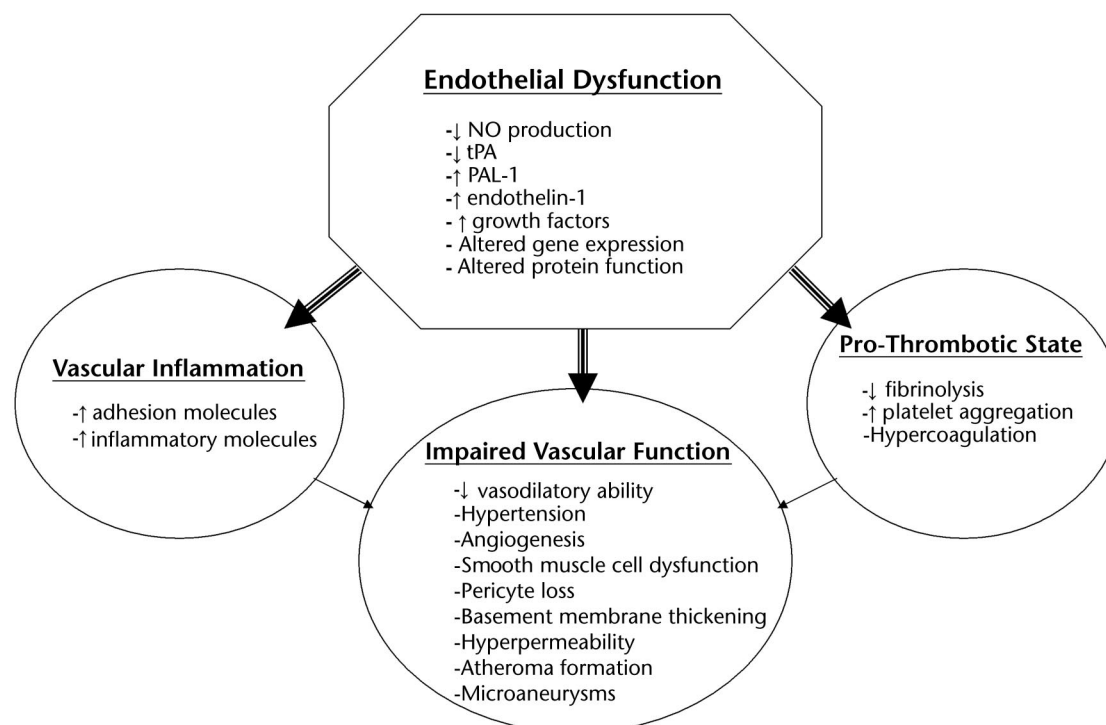 Endothelial Dysfunction
-↓ NO production
-↓ tPA
-↑ PAL-1
-↑ endothelin-1
- ↑ growth factors
- Altered gene expression
- Altered protein function
Vascular Inflammation
-↑ adhesion molecules
-↑ inflammatory molecules
Pro-Thrombotic State
-↓ fibrinolysis
-↑ platelet aggregation
-Hypercoagulation
Impaired Vascular Function
-↓ vasodilatory ability
-Hypertension
-Angiogenesis
-Smooth muscle cell dysfunction
-Pericyte loss
-Basement membrane thickening
-Hyperpermeability
-Atheroma formation
-Microaneurysms